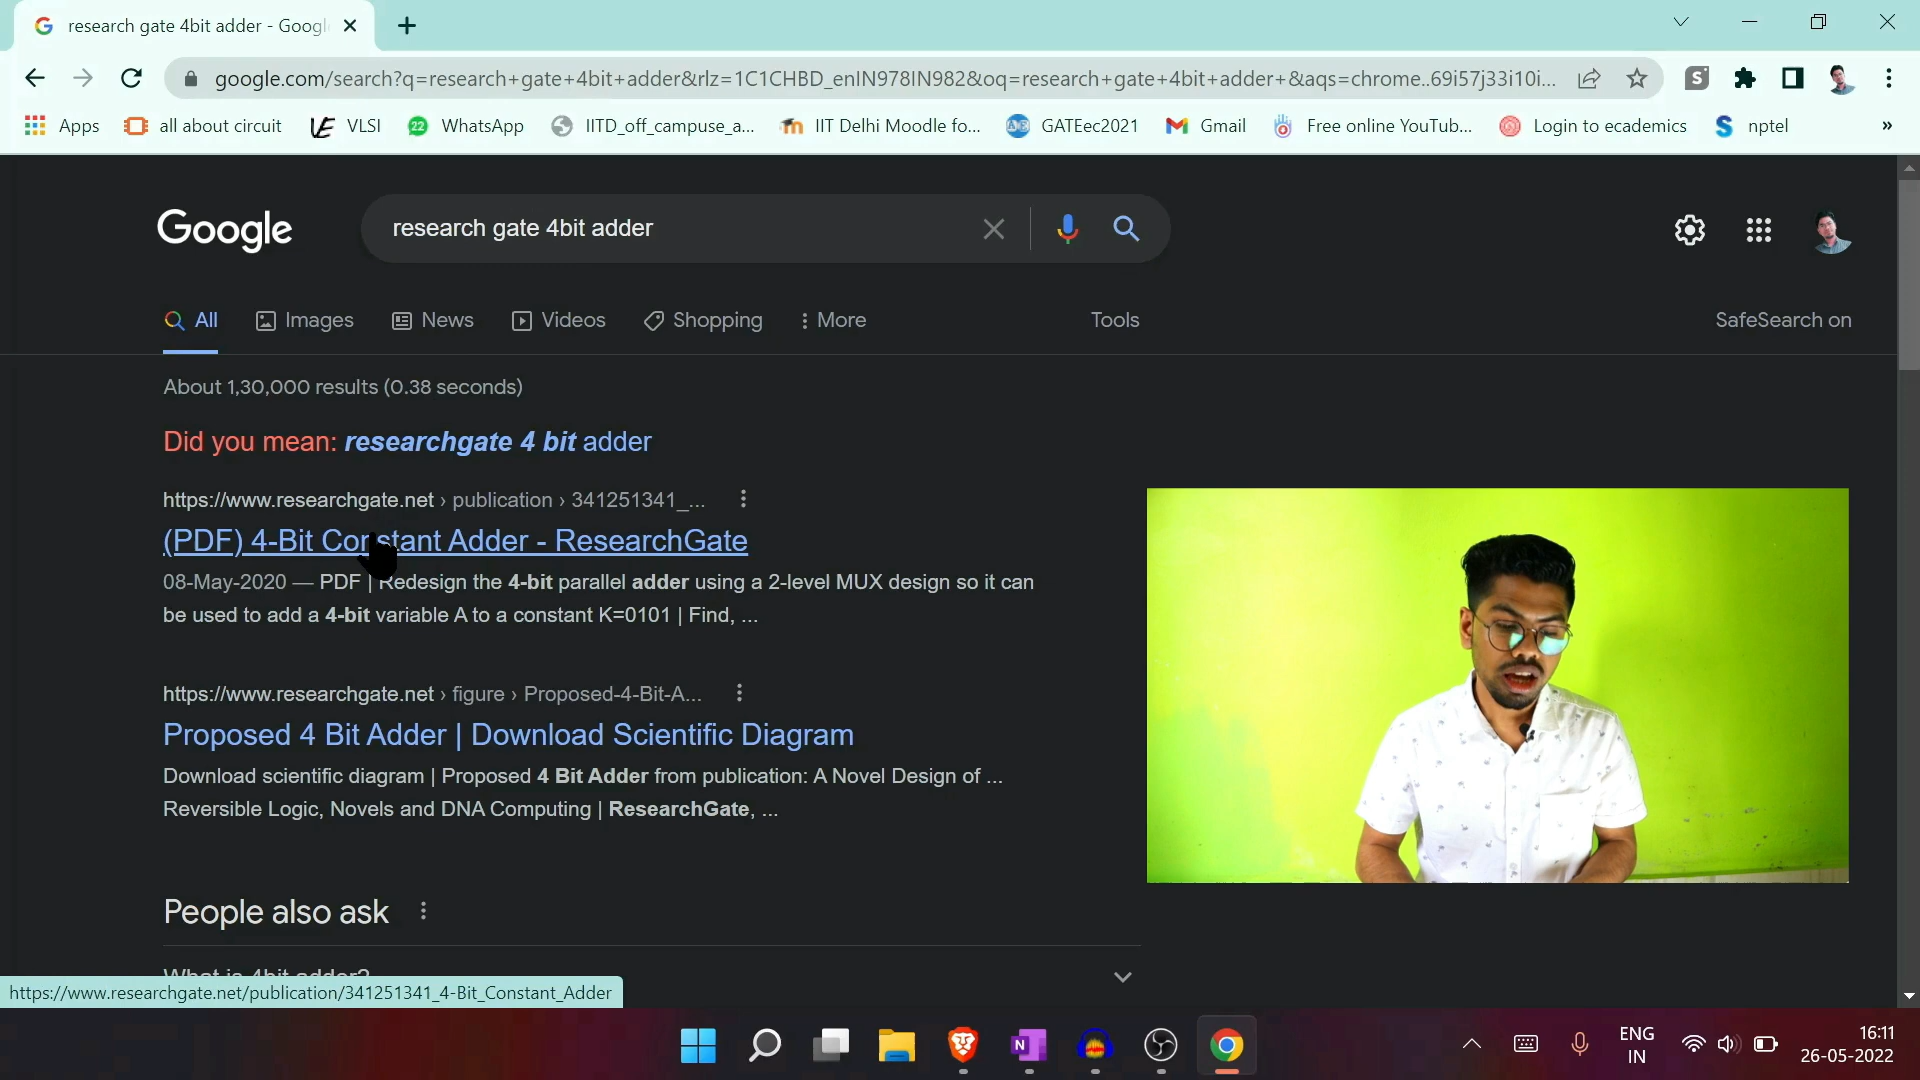 research gate 4bit adder - Googl
google.com/search?q=research+gate+4bit+adder&rlz=1C1CHBD_enIN978IN982&oq=research+gate+4bit+adder+&aqs=chrome..69i57j33i10i...
Apps
all about circuit
VLSI
22
WhatsApp
IITD_off_campuse_a...
IIT Delhi Moodle fo...
GATEec2021
Gmail
Free online YouTub...
Login to ecademics
nptel
»
Google
research gate 4bit adder
All
Images
News
Videos
Shopping
More
Tools
SafeSearch on
About 1,30,000 results (0.38 seconds)
Did you mean: researchgate 4 bit adder
https://www.researchgate.net › publication › 341251341_...
(PDF) 4-Bit Constant Adder - ResearchGate
08-May-2020 — PDF | Redesign the 4-bit parallel adder using a 2-level MUX design so it can
be used to add a 4-bit variable A to a constant K=0101 | Find, ...
https://www.researchgate.net › figure › Proposed-4-Bit-A...
Proposed 4 Bit Adder | Download Scientific Diagram
Download scientific diagram | Proposed 4 Bit Adder from publication: A Novel Design of ...
Reversible Logic, Novels and DNA Computing | ResearchGate, ...
People also ask
What is 4bit adder?
https://www.researchgate.net/publication/341251341_4-Bit_Constant_Adder
ENG
IN
16:11
26-05-2022